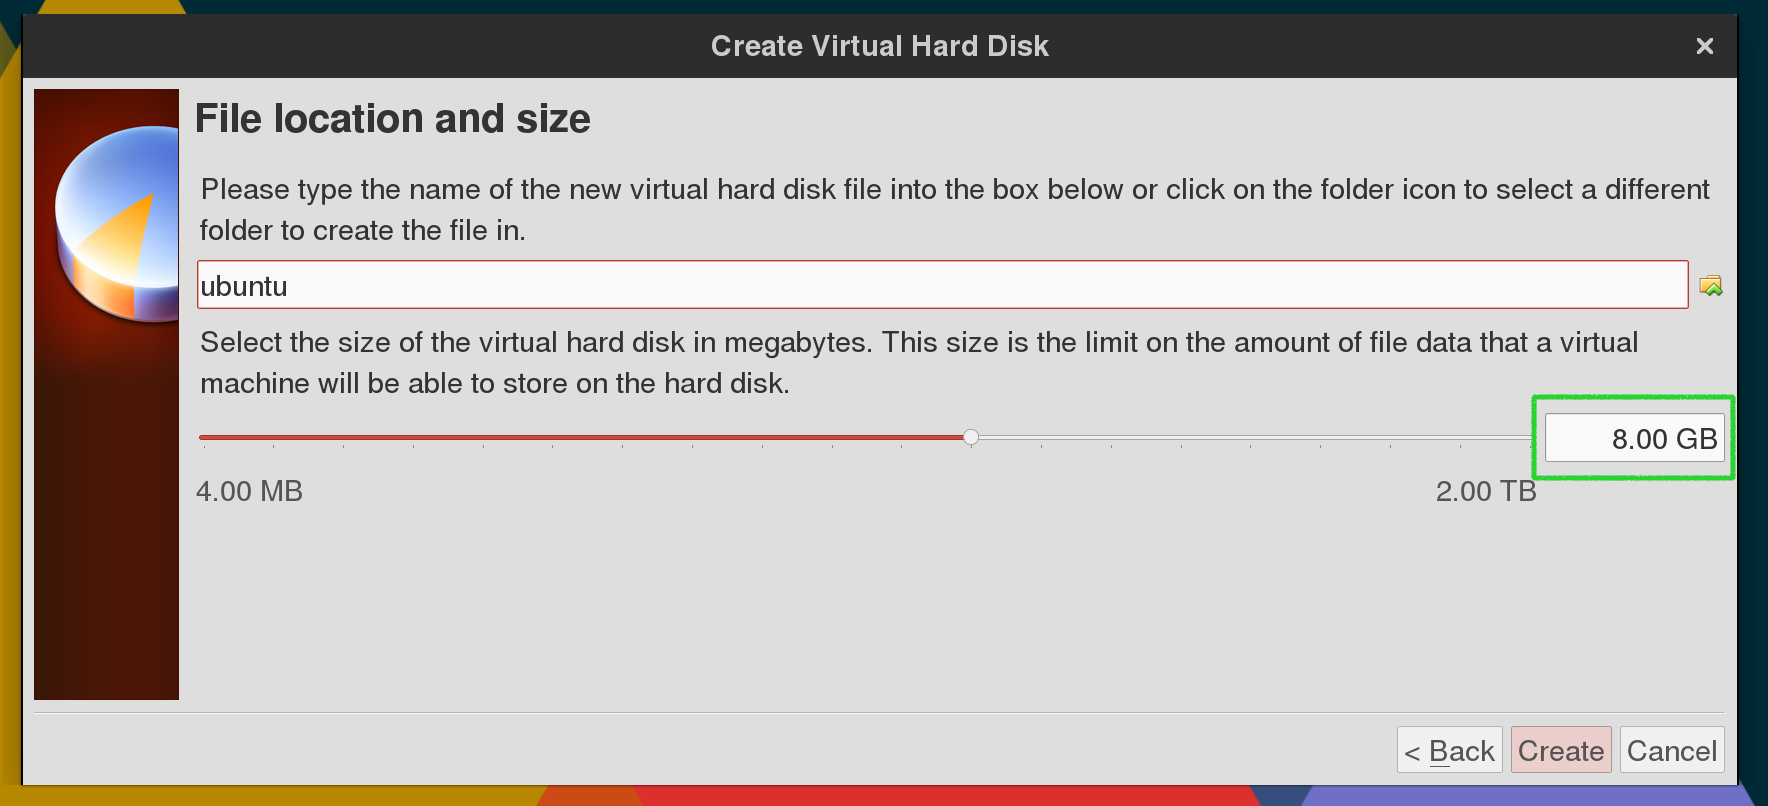 Create Virtual Hard Disk
File location and size
Please type the name of the new virtual hard disk file into the box below or click on the folder icon to select a different
folder to create the file in.
ubuntu
Select the size of the virtual hard disk in megabytes. This size is the limit on the amount of file data that a virtual
machine will be able to store on the hard disk.
8.00 GB
4.00 MB 2.00 TB
< Back Create Cancel